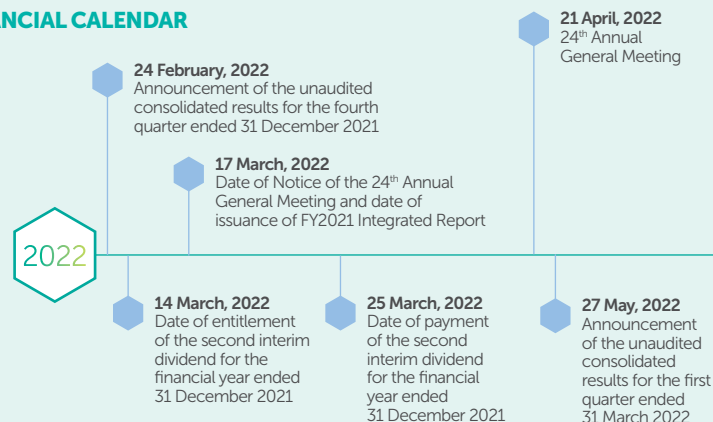 NCIAL CALENDAR
21 April, 2022
24th Annual
General Meeting
24 February, 2022
Announcement of the unaudited
consolidated results for the fourth
quarter ended 31 December 2021
17 March, 2022
Date of Notice of the 24th Annual
General Meeting and date of
issuance of FY2021 Integrated Report
2022
14 March, 2022
Date of entitlement
of the second interim
dividend for the
financial year ended
31 December 2021
25 March, 2022
Date of payment
of the second
interim dividend
for the financial
year ended
31 December 2021
27 May, 2022
Announcement
of the unaudited
consolidated
results for the first
quarter ended
31 March 2022